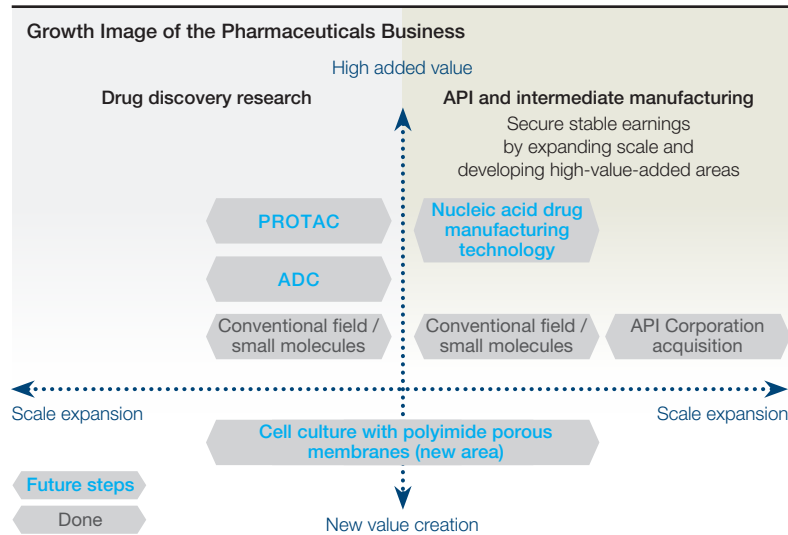 Growth Image of the Pharmaceuticals Business
High added value
Drug discovery research
API and intermediate manufacturing
Secure stable earnings
by expanding scale and
developing high-value-added areas
PROTAC
Nucleic acid drug
manufacturing
technology
ADC
Conventional field /
small molecules
Conventional field /
small molecules
API Corporation
acquisition
Scale expansion
Scale expansion
Cell culture with polyimide porous
membranes (new area)
Future steps
Done
New value creation